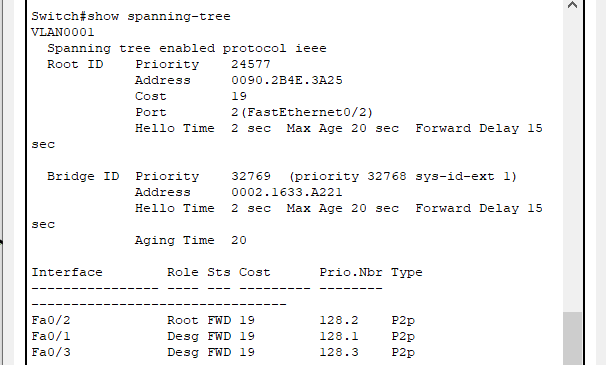 Switch#show spanning-tree
VLAN0001
  Spanning tree enabled protocol ieee
  Root ID    Priority    24577
             Address     0090.2B4E.3A25
             Cost        19
             Port        2(FastEthernet0/2)
             Hello Time  2 sec  Max Age 20 sec  Forward Delay 15
sec
  Bridge ID  Priority    32769  (priority 32768 sys-id-ext 1)
             Address     0002.1633.A221
             Hello Time  2 sec  Max Age 20 sec  Forward Delay 15
sec
             Aging Time  20
Interface        Role Sts Cost      Prio.Nbr Type
---------------- ---- --- --------- --------
--------------------------------
Fa0/2            Root FWD 19        128.2    P2p
Fa0/1            Desg FWD 19        128.1    P2p
Fa0/3            Desg FWD 19        128.3    P2p